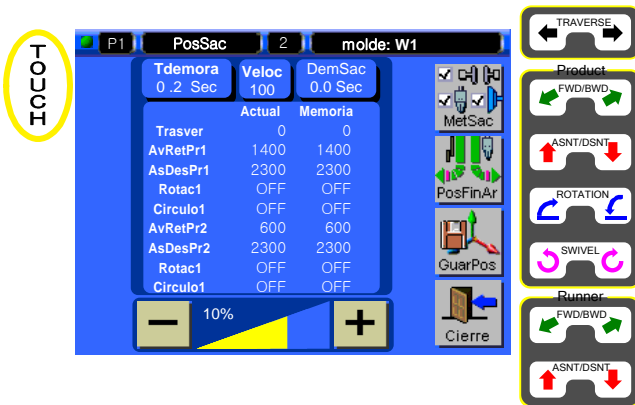 TOUCH
P1 PosSac 2 molde: W1
Tdemora Veloc DemSac
0 .2 Sec 100 0.0 Sec
Actual Memoria
Trasver 0 0
AvRetPr1 1400 1400
AsDesPr1 2300 2300
Rotac1 OFF OFF
Circulo1 OFF OFF
AvRetPr2 600 600
AsDesPr2 2300 2300
Rotac1 OFF OFF
Circulo1 OFF OFF
10%
MetSac
PosFinAr
GuarPos
Cierre
TRAVERSE
Product
FWD/BWD
ASNT/DSNT
ROTATION
SWIVEL
Runner
FWD/BWD
ASNT/DSNT